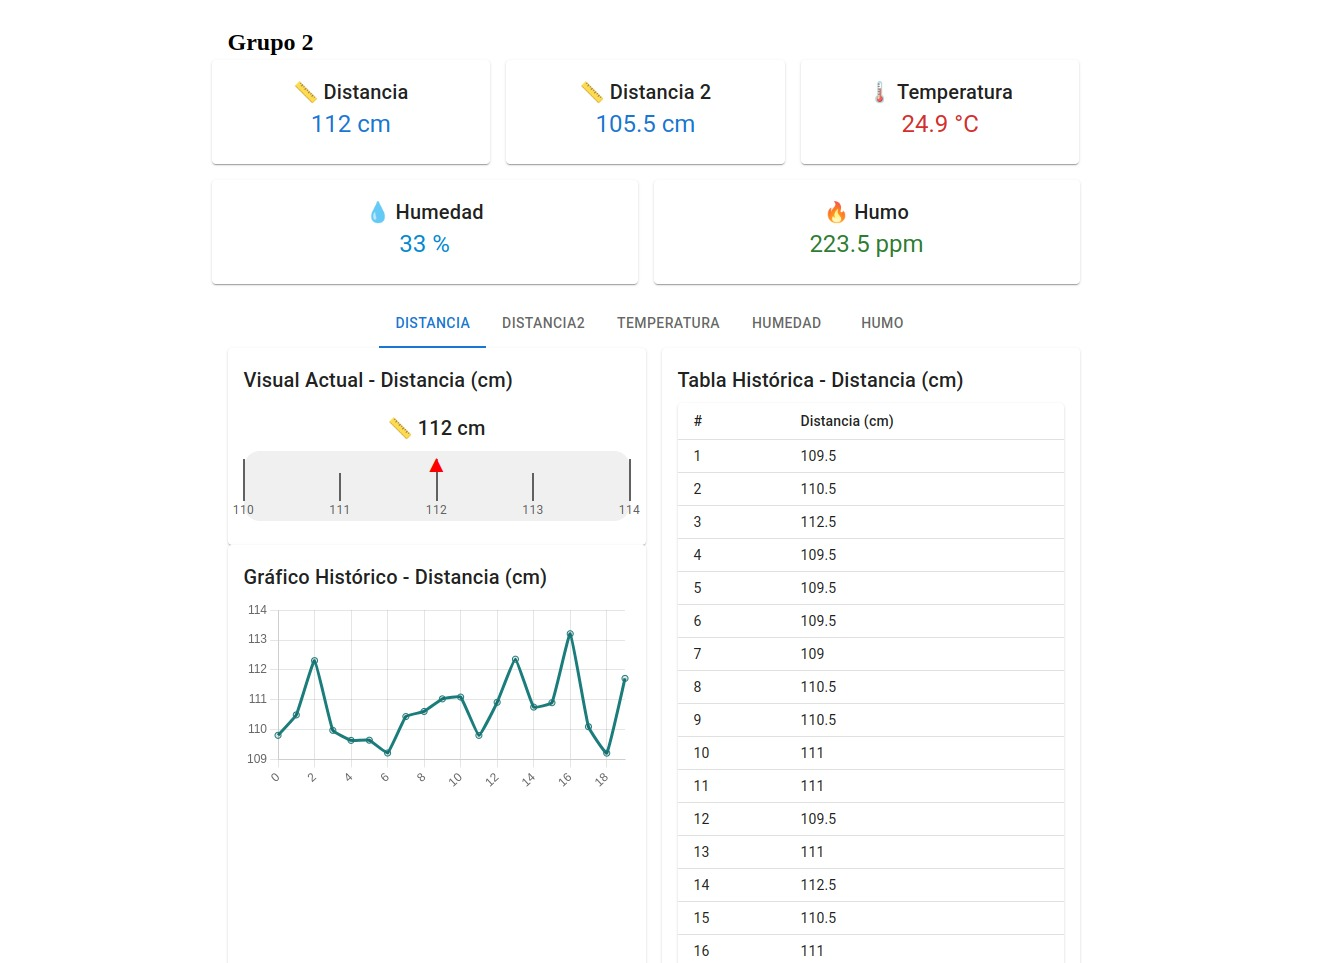 Grupo 2
📏 Distancia
112 cm
📏 Distancia 2
105.5 cm
🌡️ Temperatura
24.9 °C
💧 Humedad
33 %
🔥 Humo
223.5 ppm
DISTANCIA DISTANCIA2 TEMPERATURA HUMEDAD HUMO
Visual Actual - Distancia (cm)
📏 112 cm
110 111 112 113 114
Gráfico Histórico - Distancia (cm)
114
113
112
111
110
109
0 2 4 6 8 10 12 14 16 18
Tabla Histórica - Distancia (cm)
# Distancia (cm)
1 109.5
2 110.5
3 112.5
4 109.5
5 109.5
6 109.5
7 109
8 110.5
9 110.5
10 111
11 111
12 109.5
13 111
14 112.5
15 110.5
16 111